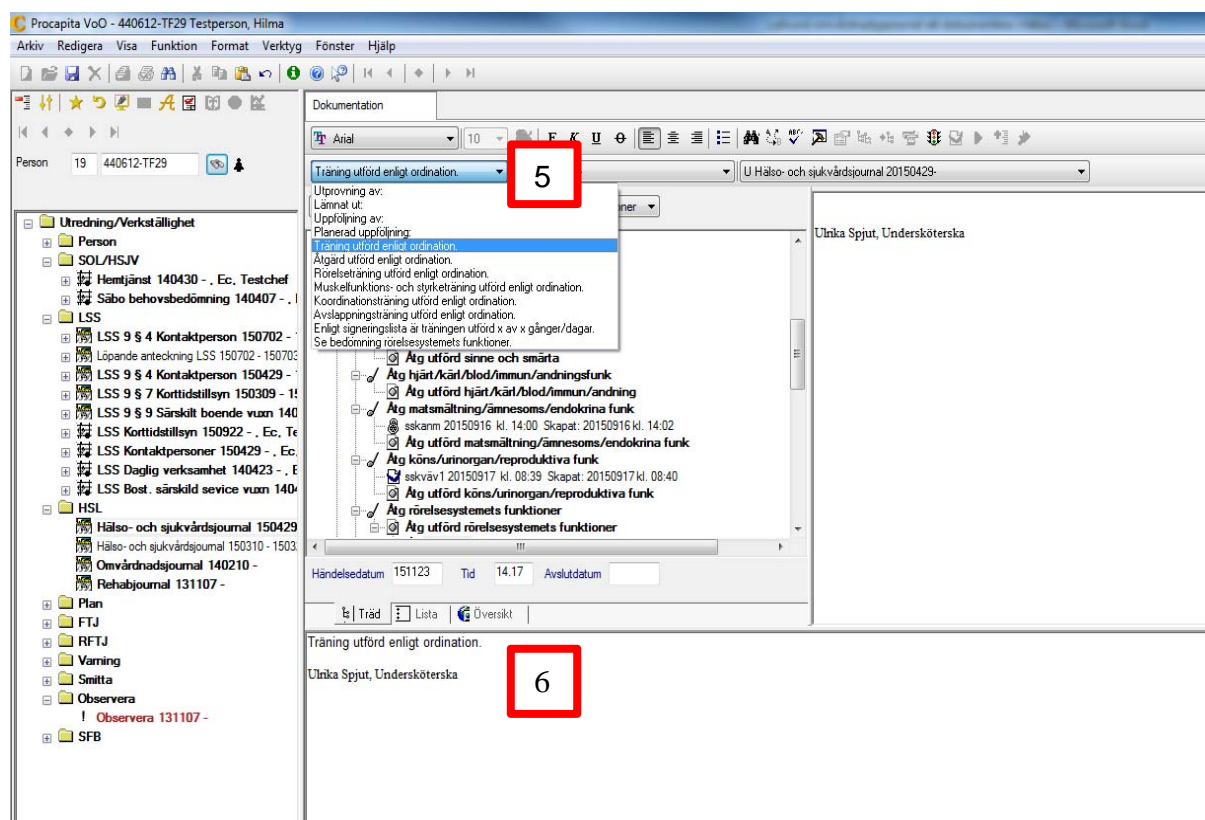 Procapita VoO - 440612-TF29 Testperson, Hilma
Arkiv Redigera Visa Funktion Format Verktyg Fönster Hjälp
Dokumentation
Arial 10 F K U
Person 19 440612-TF29
Träning utförd enligt ordination.
5
U Hälso- och sjukvårdsjournal 20150429-
Utprovning av:
Lämnat ut:
Uppföljning av:
Planerad uppföljning:
Träning utförd enligt ordination.
Åtgärd utförd enligt ordination.
Rörelseträning utförd enligt ordination.
Muskelfunktions- och styrketräning utförd enligt ordination.
Koordinationsträning utförd enligt ordination.
Avslappningsträning utförd enligt ordination.
Enligt signeringslista är träningen utförd x av x gånger/dagar.
Se bedömning rörelsesystemets funktioner.
Ulrika Spjut, Undersköterska
Utredning/Verkställighet
Person
SOL/HSJV
Hemtjänst 140430 - , Ec, Testchef
Säbo behovsbedömning 140407 - ,
LSS
LSS 9 § 4 Kontaktperson 150702 -
Löpande anteckning LSS 150702 - 150703
LSS 9 § 4 Kontaktperson 150429 -
LSS 9 § 7 Korttidstillsyn 150309 -
LSS 9 § 9 Särskilt boende vuxn 140
LSS Korttidstillsyn 150922 - , Ec, Te
LSS Kontaktpersoner 150429 - , Ec,
LSS Daglig verksamhet 140423 - , E
LSS Bost. särskild sevice vuxn 140
HSL
Hälso- och sjukvårdsjournal 150429
Hälso- och sjukvårdsjournal 150310 - 1503
Omvårdnadsjournal 140210 -
Rehabjournal 131107 -
Plan
FTJ
RFTJ
Varning
Smitta
Observera
! Observera 131107 -
SFB
Åtg utförd sinne och smärta
Åtg hjärt/kärl/blod/immun/andningsfunk
Åtg utförd hjärt/kärl/blod/immun/andning
Åtg matsmältning/ämnesoms/endokrina funk
sskanm 20150916 kl. 14:00 Skapat: 20150916 kl. 14:02
Åtg utförd matsmältning/ämnesoms/endokrina funk
Åtg köns/urinorgan/reproduktiva funk
sskväv1 20150917 kl. 08:39 Skapat: 20150917 kl. 08:40
Åtg utförd köns/urinorgan/reproduktiva funk
Åtg rörelsesystemets funktioner
Åtg utförd rörelsesystemets funktioner
Händelsedatum 151123 Tid 14.17 Avslutdatum
Träd Lista Översikt
Träning utförd enligt ordination.
Ulrika Spjut, Undersköterska
6